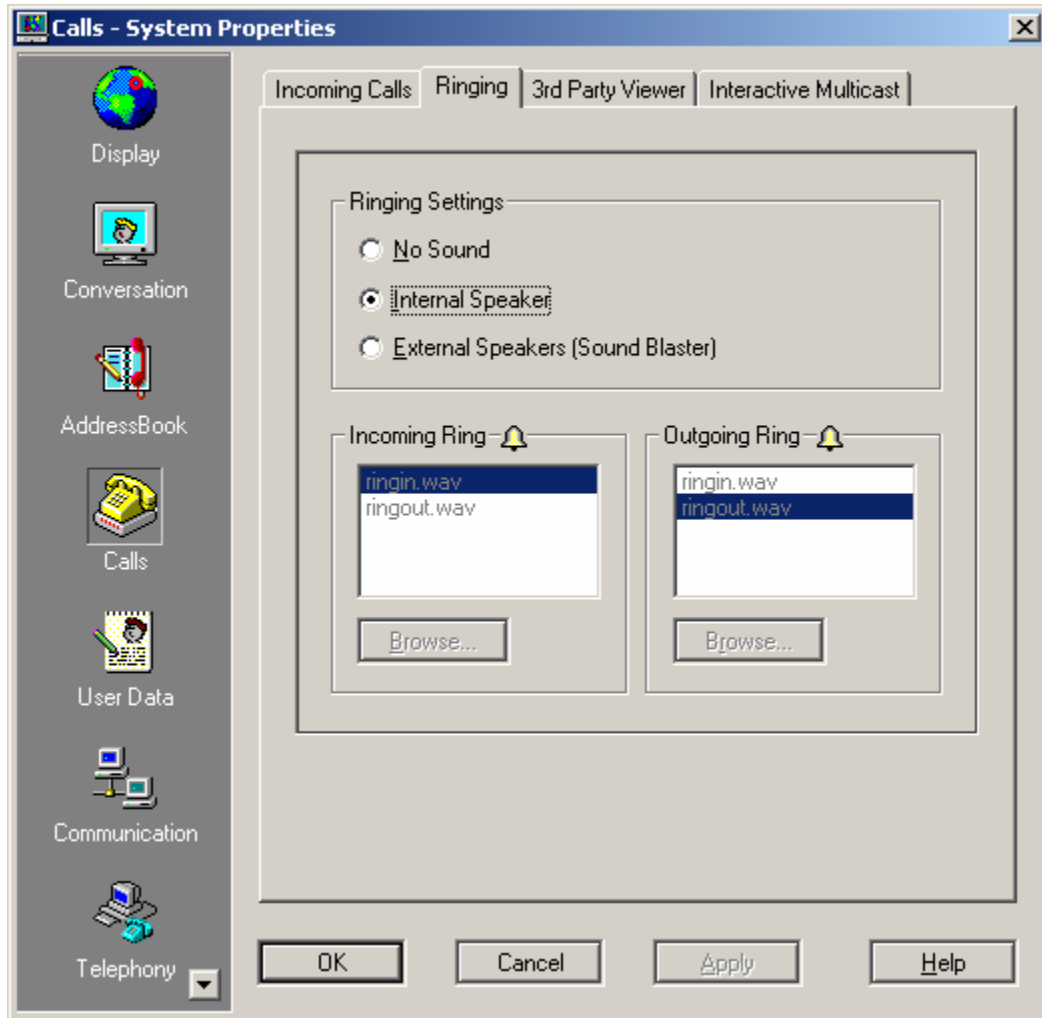 Calls - System Properties
Display
Conversation
AddressBook
Calls
User Data
Communication
Telephony
Incoming Calls
Ringing
3rd Party Viewer
Interactive Multicast
Ringing Settings
No Sound
Internal Speaker
External Speakers (Sound Blaster)
Incoming Ring
ringin.wav
ringout.wav
Browse...
Outgoing Ring
ringin.wav
ringout.wav
Browse...
OK
Cancel
Apply
Help